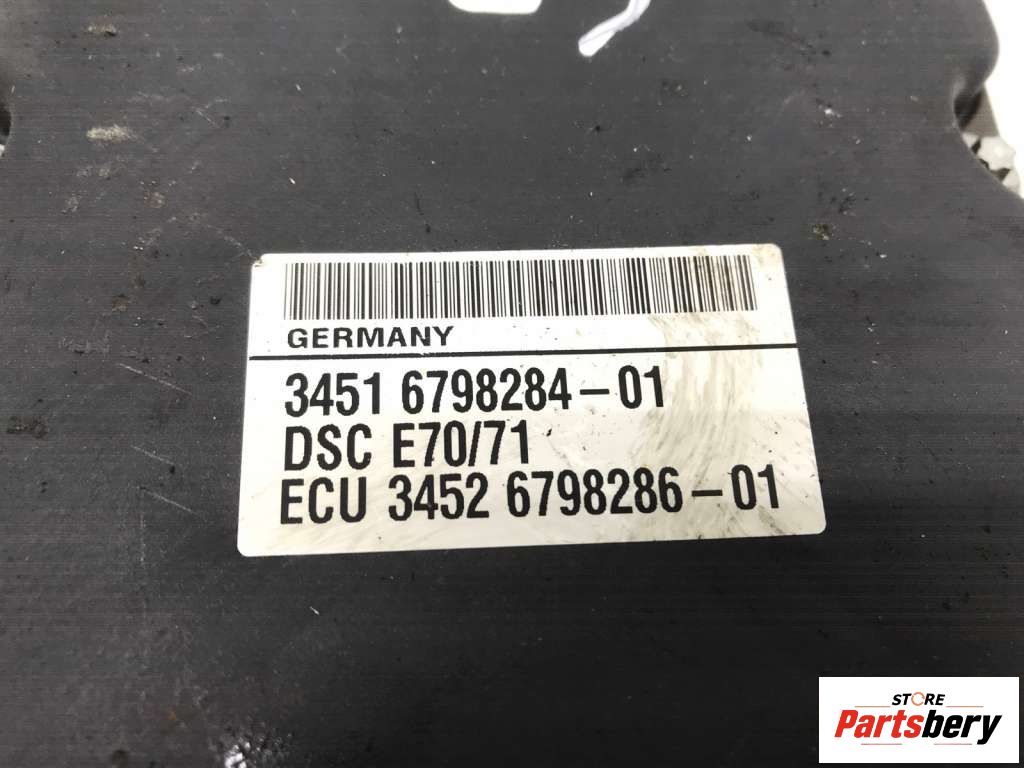 GERMANY
3451 6798284-01
DSC E70/71
ECU 3452 6798286-01
STORE
Partsbery